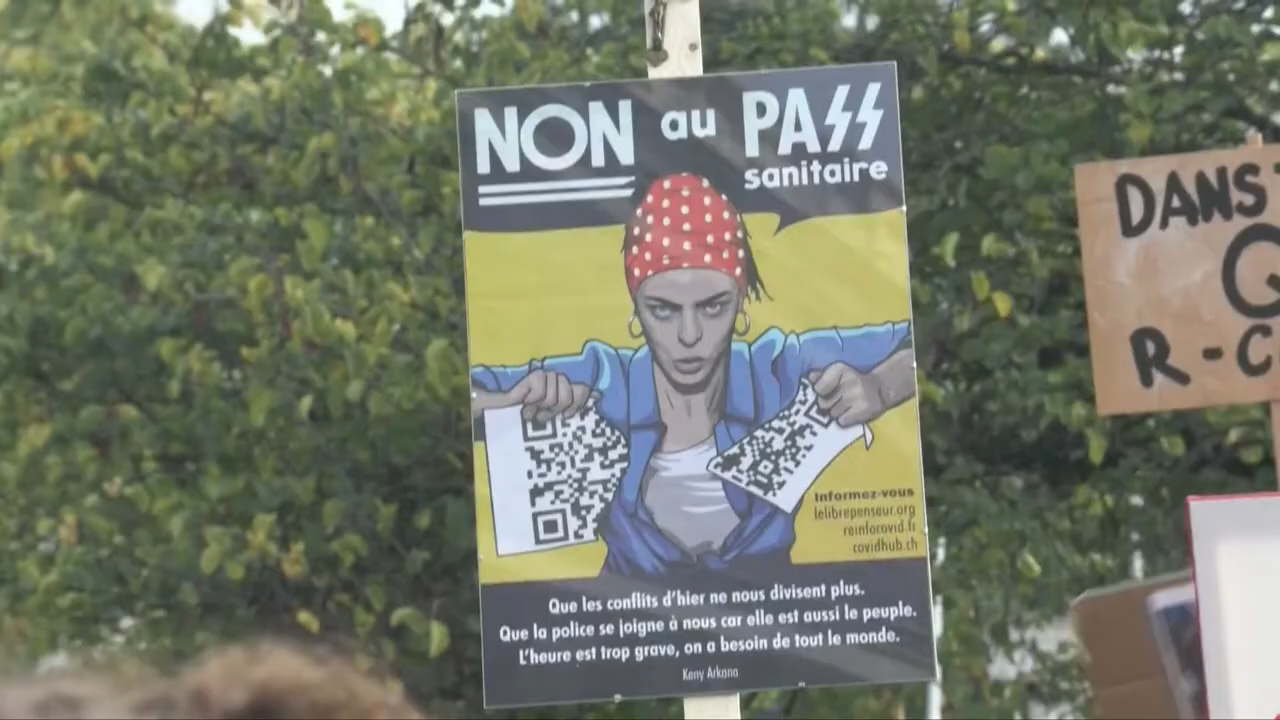 NON au PASS
sanitaire
Informez-vous
lelibrepenseur.org
reinfocovid.fr
covidhub.ch
Que les conflits d'hier ne nous divisent plus.
Que la police se joigne à nous car elle est aussi le peuple.
L'heure est trop grave, on a besoin de tout le monde.
Keny Arkana
DANS
Q
R-C